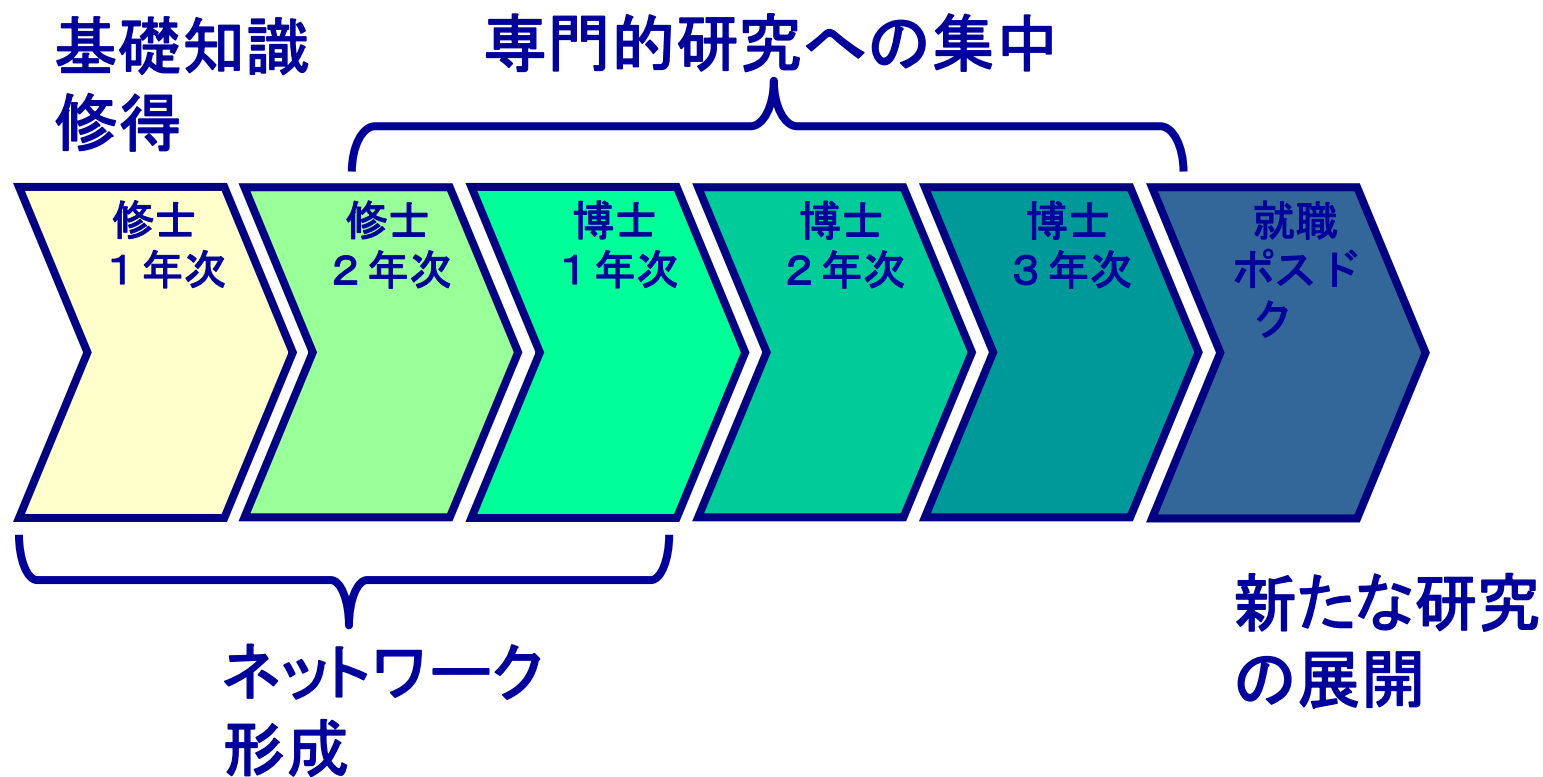 基礎知識
修得
専門的研究への集中
修士
１年次
修士
２年次
博士
１年次
博士
２年次
博士
３年次
就職
ポスド
ク
ネットワーク
形成
新たな研究
の展開